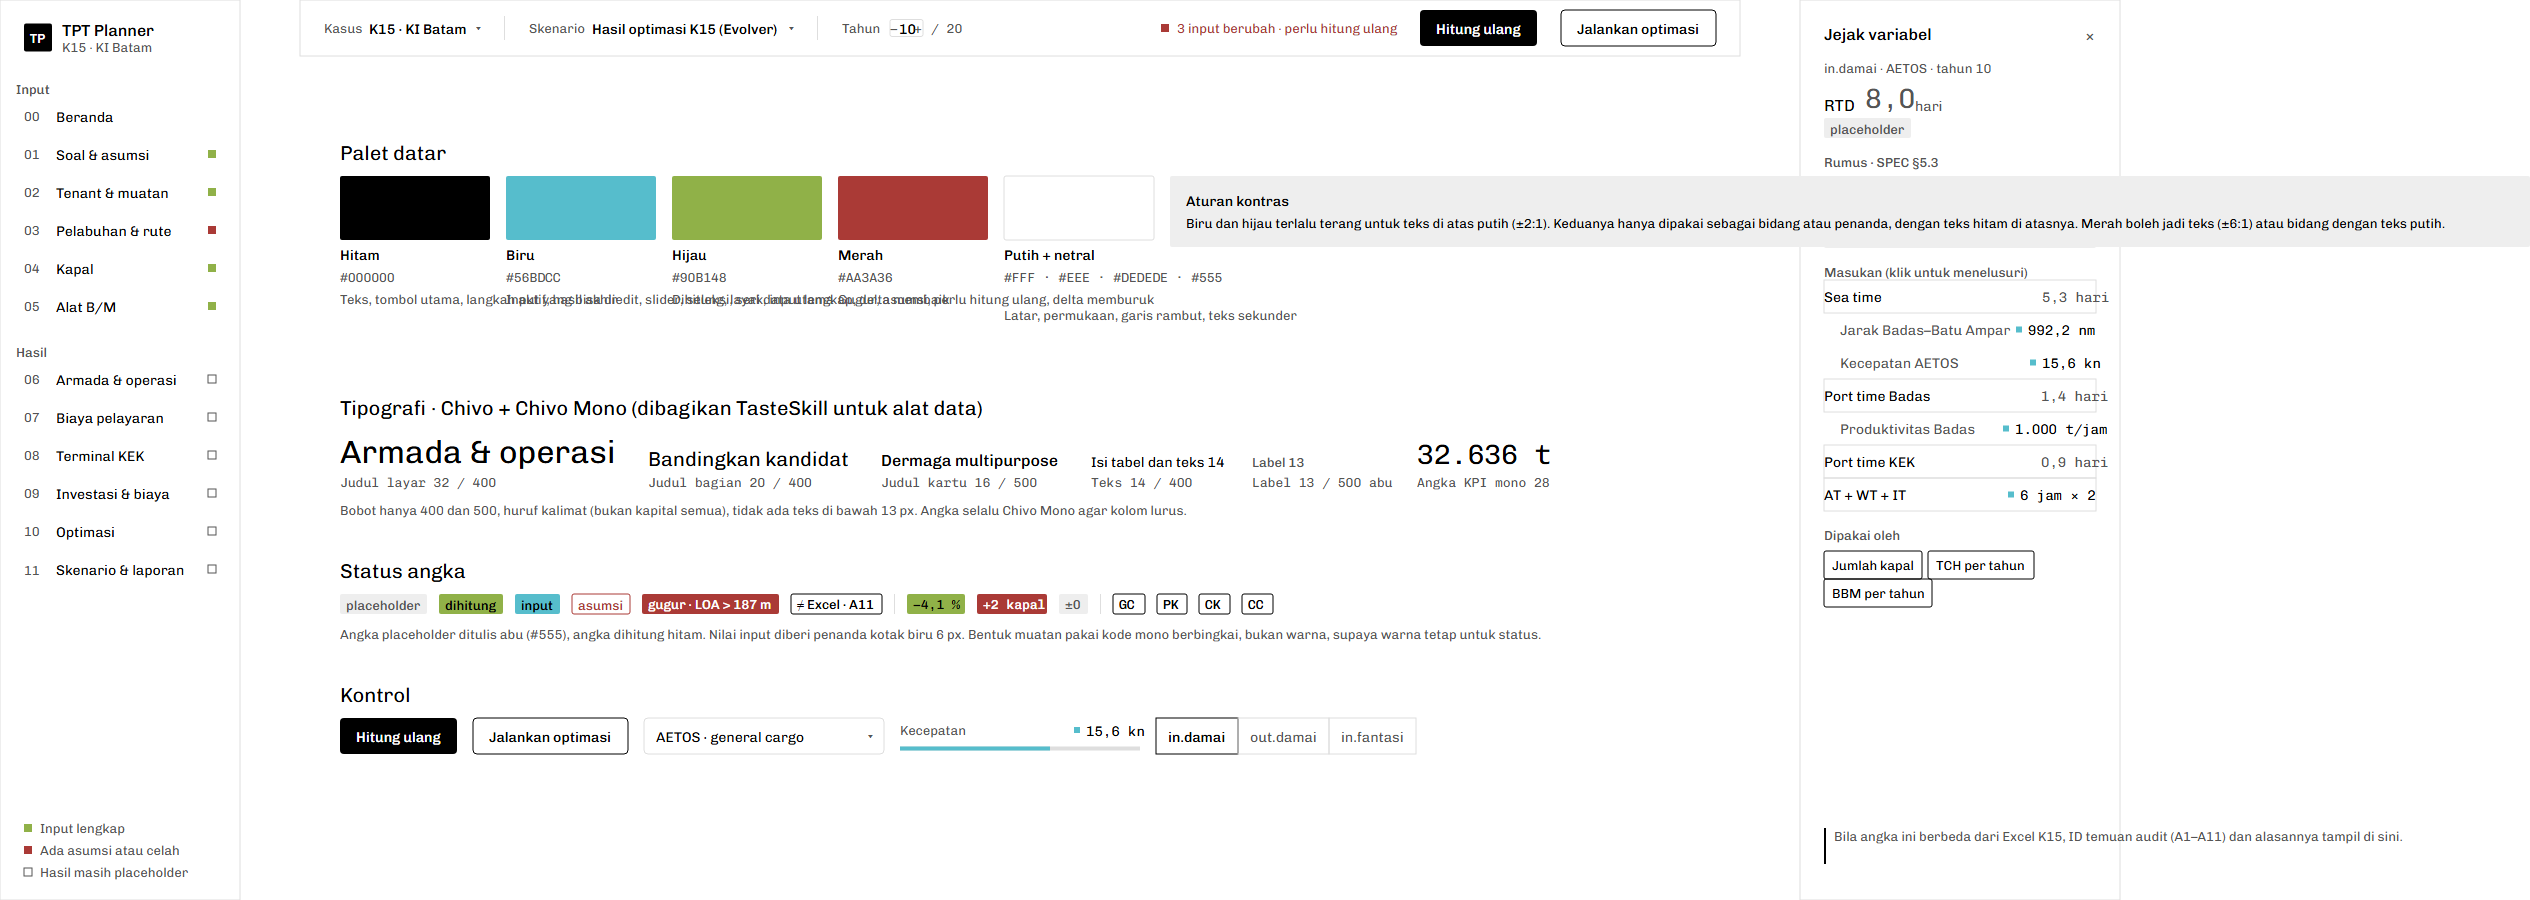 TP
TPT Planner
K15 · KI Batam
Input
00 Beranda
01 Soal & asumsi
02 Tenant & muatan
03 Pelabuhan & rute
04 Kapal
05 Alat B/M
Hasil
06 Armada & operasi
07 Biaya pelayaran
08 Terminal KEK
09 Investasi & biaya
10 Optimasi
11 Skenario & laporan
Input lengkap
Ada asumsi atau celah
Hasil masih placeholder
Kasus K15 · KI Batam
Skenario Hasil optimasi K15 (Evolver)
Tahun −10+ / 20
3 input berubah · perlu hitung ulang
Hitung ulang
Jalankan optimasi
Palet datar
Hitam
#000000
Teks, tombol utama,
Biru
#56BDCC
Hijau
#90B148
Merah
#AA3A36
perlu hitung ulang, delta memburuk
Putih + netral
#FFF · #EEE · #DEDEDE · #555
Latar, permukaan, garis rambut, teks sekunder
Aturan kontras
Biru dan hijau terlalu terang untuk teks di atas putih (±2:1). Keduanya hanya dipakai sebagai bidang atau penanda, dengan teks hitam di atasnya. Merah boleh jadi teks (±6:1) atau bidang dengan teks putih.
Tipografi · Chivo + Chivo Mono (dibagikan TasteSkill untuk alat data)
Armada & operasi
Judul layar 32 / 400
Bandingkan kandidat
Judul bagian 20 / 400
Dermaga multipurpose
Judul kartu 16 / 500
Isi tabel dan teks 14
Teks 14 / 400
Label 13
Label 13 / 500 abu
32.636 t
Angka KPI mono 28
Bobot hanya 400 dan 500, huruf kalimat (bukan kapital semua), tidak ada teks di bawah 13 px. Angka selalu Chivo Mono agar kolom lurus.
Status angka
placeholder dihitung input asumsi gugur · LOA > 187 m ≠ Excel · A11 −4,1 % +2 kapal ±0 GC PK CK CC
Angka placeholder ditulis abu (#555), angka dihitung hitam. Nilai input diberi penanda kotak biru 6 px. Bentuk muatan pakai kode mono berbingkai, bukan warna, supaya warna tetap untuk status.
Kontrol
Hitung ulang
Jalankan optimasi
AETOS · general cargo
Kecepatan 15,6 kn
in.damai out.damai in.fantasi
Jejak variabel ×
in.damai · AETOS · tahun 10
RTD 8,0 hari
placeholder
Rumus · SPEC §5.3
Masukan (klik untuk menelusuri)
Sea time 5,3 hari
Jarak Badas–Batu Ampar 992,2 nm
Kecepatan AETOS 15,6 kn
Port time Badas 1,4 hari
Produktivitas Badas 1.000 t/jam
Port time KEK 0,9 hari
AT + WT + IT 6 jam × 2
Dipakai oleh
Jumlah kapal
TCH per tahun
BBM per tahun
Bila angka ini berbeda dari Excel K15, ID temuan audit (A1–A11) dan alasannya tampil di sini.